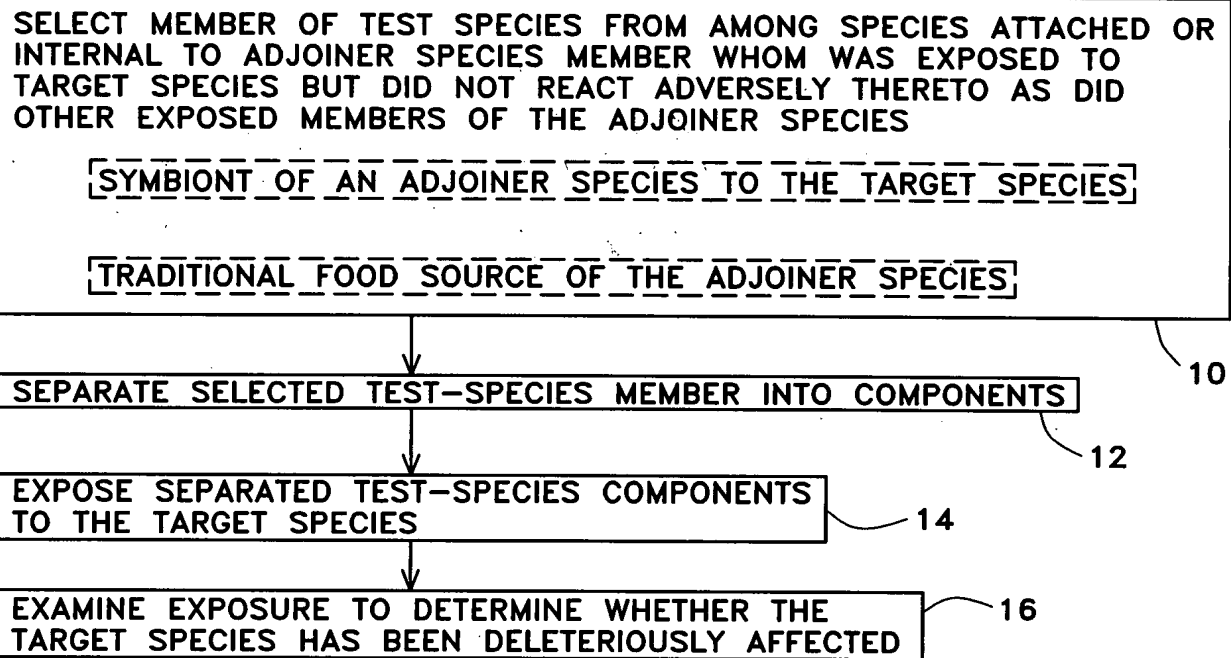 SELECT MEMBER OF TEST SPECIES FROM AMONG SPECIES ATTACHED OR
INTERNAL TO ADJOINER SPECIES MEMBER WHOM WAS EXPOSED TO
TARGET SPECIES BUT DID NOT REACT ADVERSELY THERETO AS DID
OTHER EXPOSED MEMBERS OF THE ADJOINER SPECIES
SYMBIONT OF AN ADJOINER SPECIES TO THE TARGET SPECIES
TRADITIONAL FOOD SOURCE OF THE ADJOINER SPECIES
10
SEPARATE SELECTED TEST-SPECIES MEMBER INTO COMPONENTS
12
EXPOSE SEPARATED TEST-SPECIES COMPONENTS
TO THE TARGET SPECIES
14
EXAMINE EXPOSURE TO DETERMINE WHETHER THE
TARGET SPECIES HAS BEEN DELETERIOUSLY AFFECTED
16